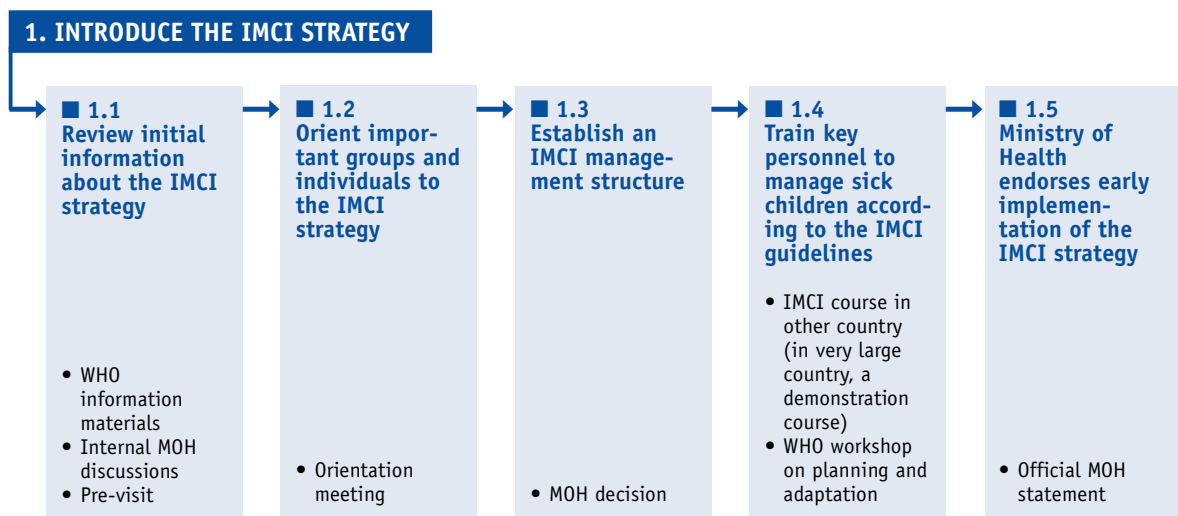 1. INTRODUCE THE IMCI STRATEGY
■ 1.1
Review initial
information
about the IMCI
strategy
• WHO
information
materials
• Internal MOH
discussions
• Pre-visit
■ 1.2
Orient impor-
tant groups and
individuals to
the IMCI
strategy
• Orientation
meeting
■ 1.3
Establish an
IMCI manage-
ment structure
• MOH decision
■ 1.4
Train key
personnel to
manage sick
children accord-
ing to the IMCI
guidelines
• IMCI course in
other country
(in very large
country, a
demonstration
course)
• WHO workshop
on planning and
adaptation
■ 1.5
Ministry of
Health
endorses early
implemen-
tation of the
IMCI strategy
• Official MOH
statement